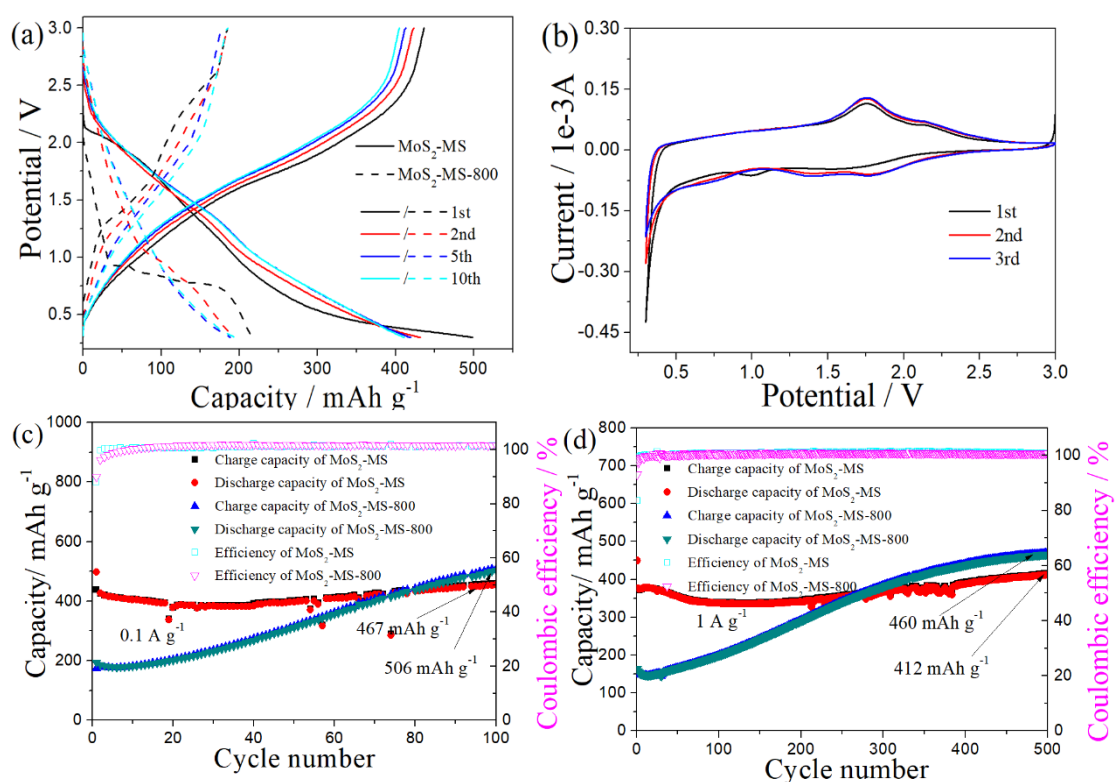 (a)
3.0
2.5
2.0
1.5
1.0
0.5
Potential / V
MoS2-MS
MoS2-MS-800
/ 1st
/ 2nd
/ 5th
/ 10th
0 100 200 300 400 500
Capacity / mAh g-1
(b)
0.30
0.15
0.00
-0.15
-0.30
-0.45
Current / 1e-3A
1st
2nd
3rd
0.5 1.0 1.5 2.0 2.5 3.0
Potential / V
(c)
1000
800
600
400
200
0
Capacity/ mAh g-1
Charge capacity of MoS2-MS
Discharge capacity of MoS2-MS
Charge capacity of MoS2-MS-800
Discharge capacity of MoS2-MS-800
Efficiency of MoS2-MS
Efficiency of MoS2-MS-800
0.1 A g-1
467 mAh g-1
506 mAh g-1
100
80
60
40
20
0
Coulombic efficiency / %
0 20 40 60 80 100
Cycle number
(d)
800
750
700
650
600
550
500
450
400
350
300
250
200
150
100
50
0
Capacity/ mAh g-1
Charge capacity of MoS2-MS
Discharge capacity of MoS2-MS
Charge capacity of MoS2-MS-800
Discharge capacity of MoS2-MS-800
Efficiency of MoS2-MS
Efficiency of MoS2-MS-800
1 A g-1
460 mAh g-1
412 mAh g-1
100
80
60
40
20
0
Coulombic efficiency / %
0 100 200 300 400 500
Cycle number